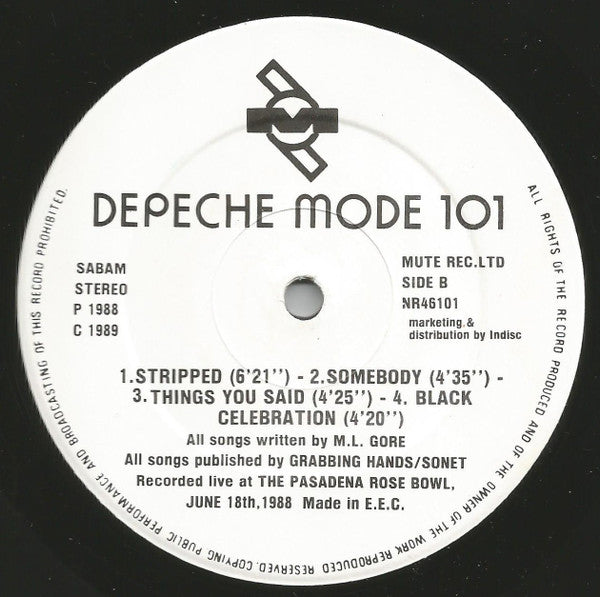 DEPECHE MODE 101
SABAM
STEREO
P 1988
C 1989
MUTE REC.LTD
SIDE B
NR46101
marketing &
distribution by Indisc
1.STRIPPED (6'21'') - 2.SOMEBODY (4'35'') -
3. THINGS YOU SAID (4'25'') - 4. BLACK
CELEBRATION (4'20'')
All songs written by M.L. GORE
All songs published by GRABBING HANDS/SONET
Recorded live at THE PASADENA ROSE BOWL,
JUNE 18th,1988 Made in E.E.C.
ALL RIGHTS OF THE RECORD PRODUCED AND OF THE OWNER OF THE WORK REPRODUCED RESERVED. COPYING PUBLIC PERFORMANCE AND BROADCASTING OF THIS RECORD PROHIBITED.